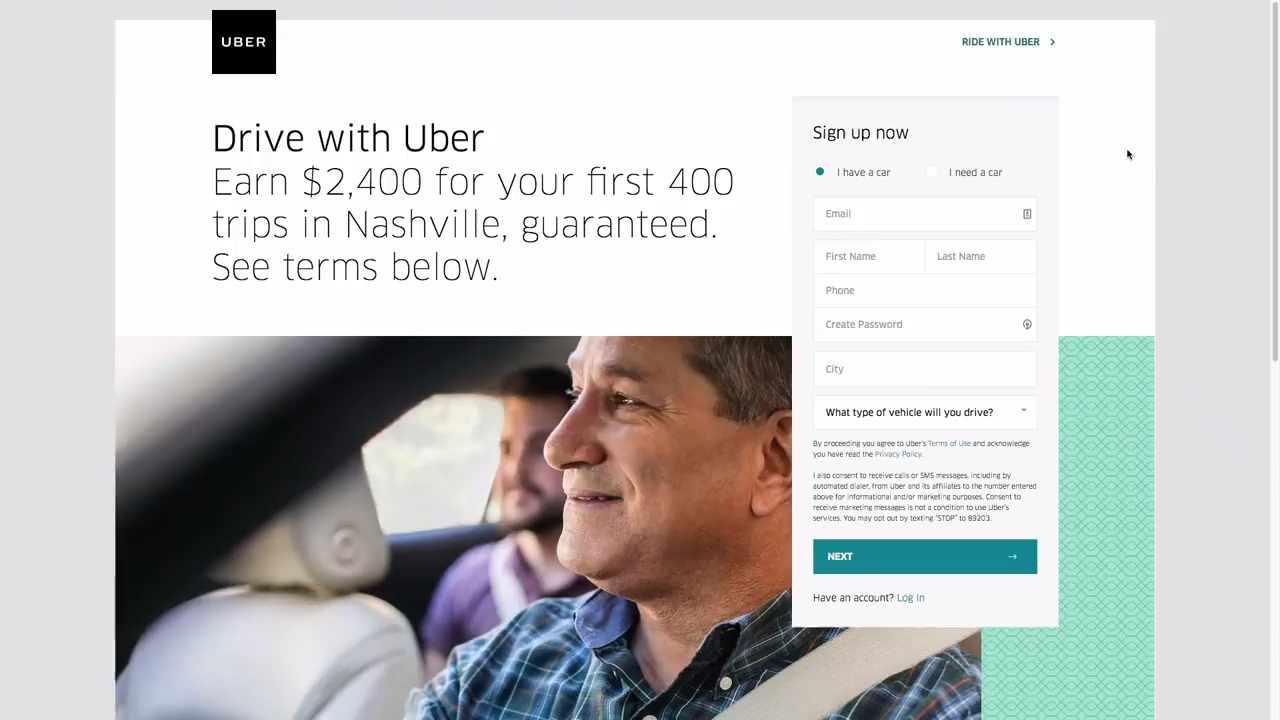 UBER
RIDE WITH UBER
Drive with Uber
Earn $2,400 for your first 400
trips in Nashville, guaranteed.
See terms below.
Sign up now
I have a car
I need a car
Email
First Name
Last Name
Phone
Create Password
City
What type of vehicle will you drive?
By proceeding you agree to Uber's Terms of Use and acknowledge
you have read the Privacy Policy.
I also consent to receive calls or SMS messages, including by
automated dialer, from Uber and its affiliates to the number entered
above for informational and/or marketing purposes. Consent to
receive marketing messages is not a condition to use Uber's
services. You may opt out by texting "STOP" to 89203.
NEXT
Have an account? Log In